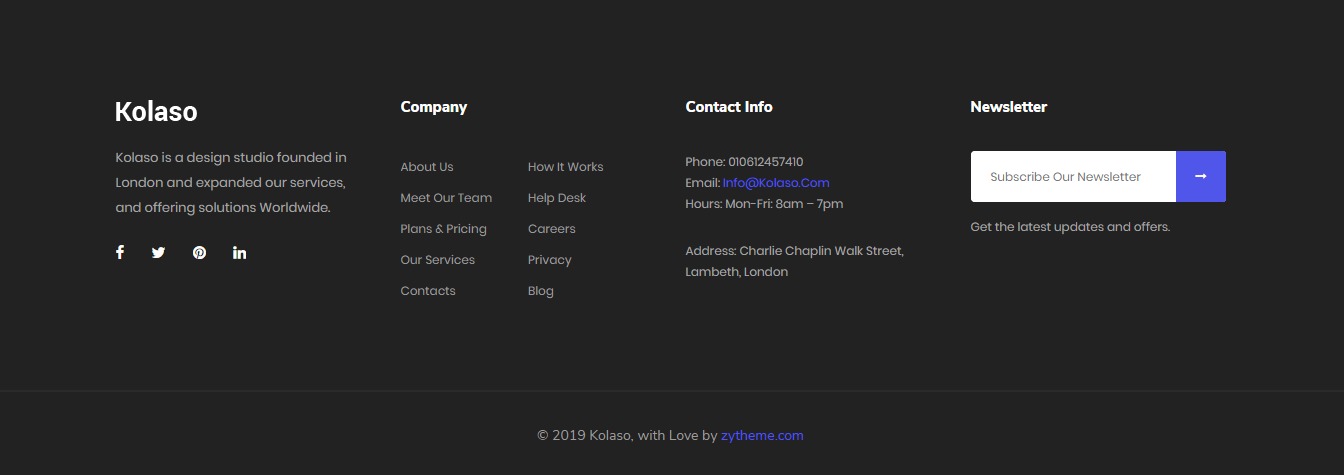 Kolaso
Kolaso is a design studio founded in
London and expanded our services,
and offering solutions Worldwide.
Company
About Us
Meet Our Team
Plans & Pricing
Our Services
Contacts
How It Works
Help Desk
Careers
Privacy
Blog
Contact Info
Phone: 010612457410
Email: Info@Kolaso.Com
Hours: Mon-Fri: 8am – 7pm
Address: Charlie Chaplin Walk Street,
Lambeth, London
Newsletter
Subscribe Our Newsletter
Get the latest updates and offers.
© 2019 Kolaso, with Love by zytheme.com